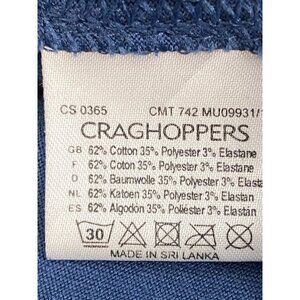 CS 0365 CMT 742 MU09931/
CRAGHOPPERS
GB 62% Cotton 35% Polyester 3% Elastane
F 62% Coton 35% Polyester 3% Elastane
D 62% Baumwolle 35% Polyester 3% Elasta
NL 62% Katoen 35% Polyester 3% Elastan
ES 62% Algodón 35% Poliéster 3% Elastán
30
MADE IN SRI LANKA